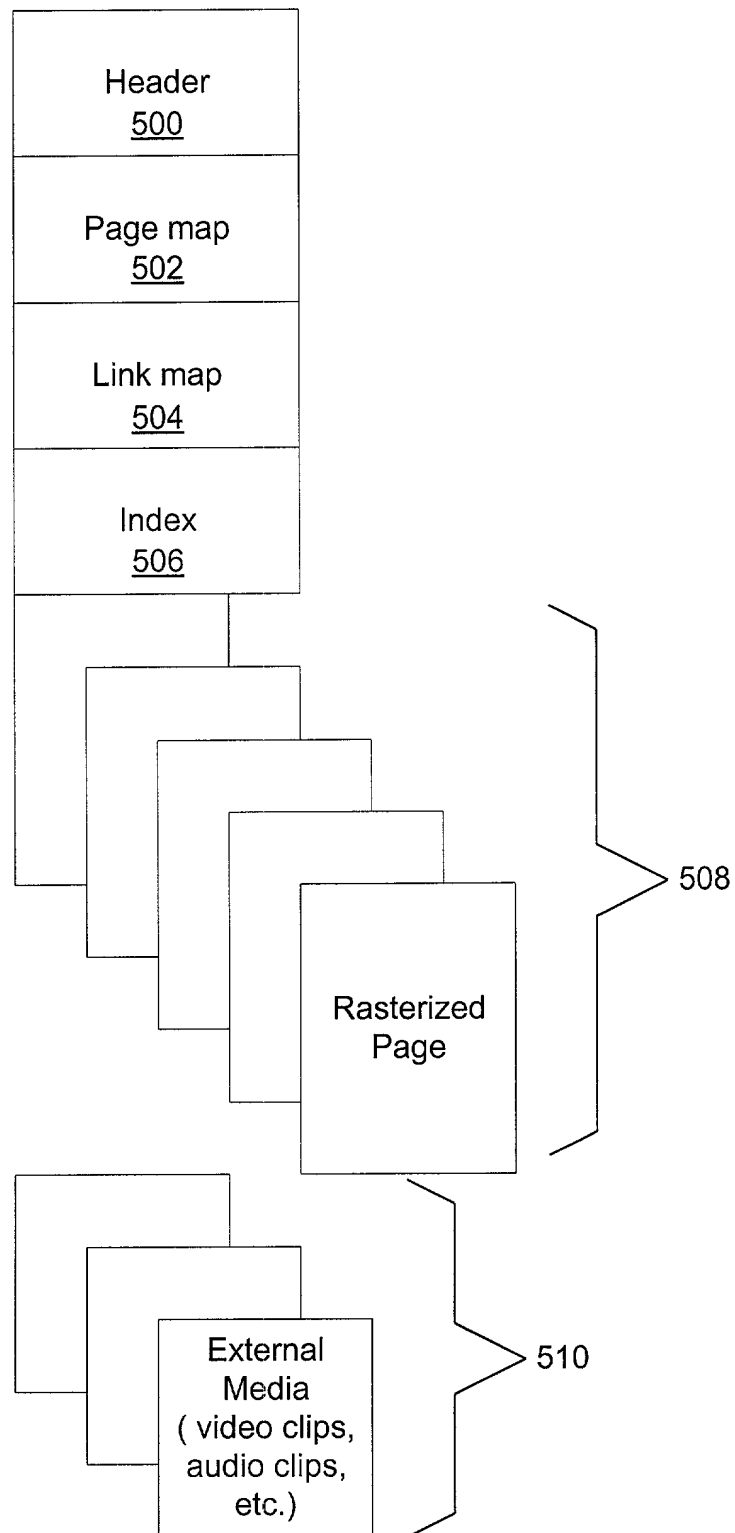 Header
500
Page map
502
Link map
504
Index
506
508
Rasterized
Page
External
Media
( video clips,
audio clips,
etc.)
510